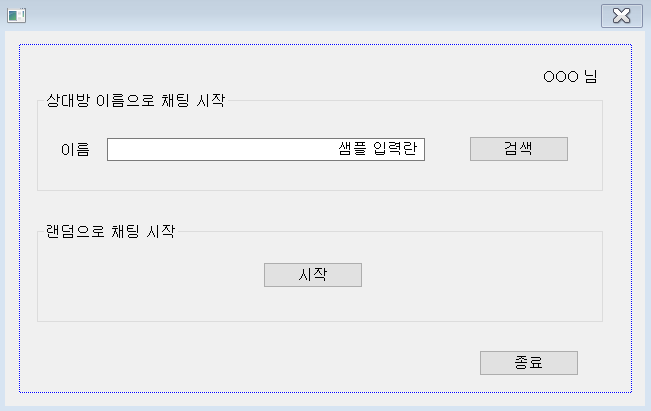 ○○○ 님
상대방 이름으로 채팅 시작
이름 샘플 입력란 검색
랜덤으로 채팅 시작
시작
종료